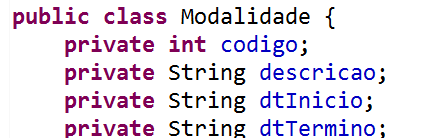 public class Modalidade {
private int codigo;
private String descricao;
private String dtInicio;
private String dtTermino;